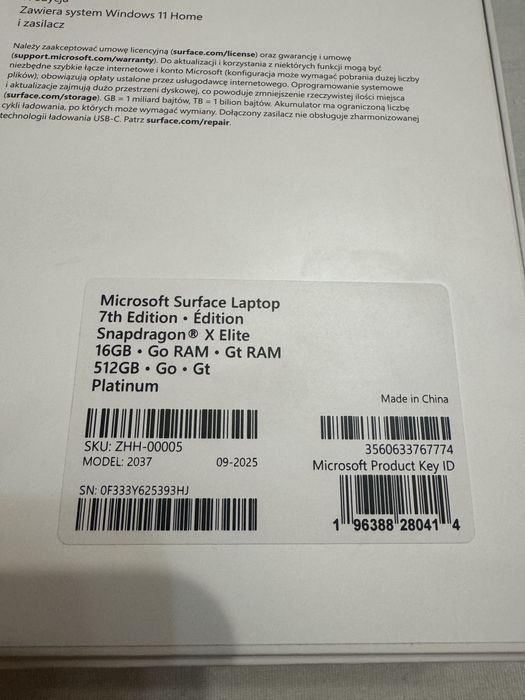 Zawiera system Windows 11 Home
i zasilacz
Należy zaakceptować umowę licencyjną (surface.com/license) oraz gwarancję i umowę
(support.microsoft.com/warranty). Do aktualizacji i korzystania z niektórych funkcji mogą być
niezbędne szybkie łącze internetowe i konto Microsoft (konfiguracja może wymagać pobrania dużej liczby
plików); obowiązują opłaty ustalone przez usługodawcę internetowego. Oprogramowanie systemowe
i aktualizacje zajmują dużo przestrzeni dyskowej, co powoduje zmniejszenie rzeczywistej ilości miejsca
(surface.com/storage). GB = 1 miliard bajtów, TB = 1 bilion bajtów. Akumulator ma ograniczoną liczbę
cykli ładowania, po których może wymagać wymiany. Dołączony zasilacz nie obsługuje zharmonizowanej
technologii ładowania USB-C. Patrz surface.com/repair.
Microsoft Surface Laptop
7th Edition • Édition
Snapdragon® X Elite
16GB • Go RAM • Gt RAM
512GB • Go • Gt
Platinum
Made in China
SKU: ZHH-00005
MODEL: 2037 09-2025
3560633767774
Microsoft Product Key ID
SN: 0F333Y625393HJ
1 96388 28041 4